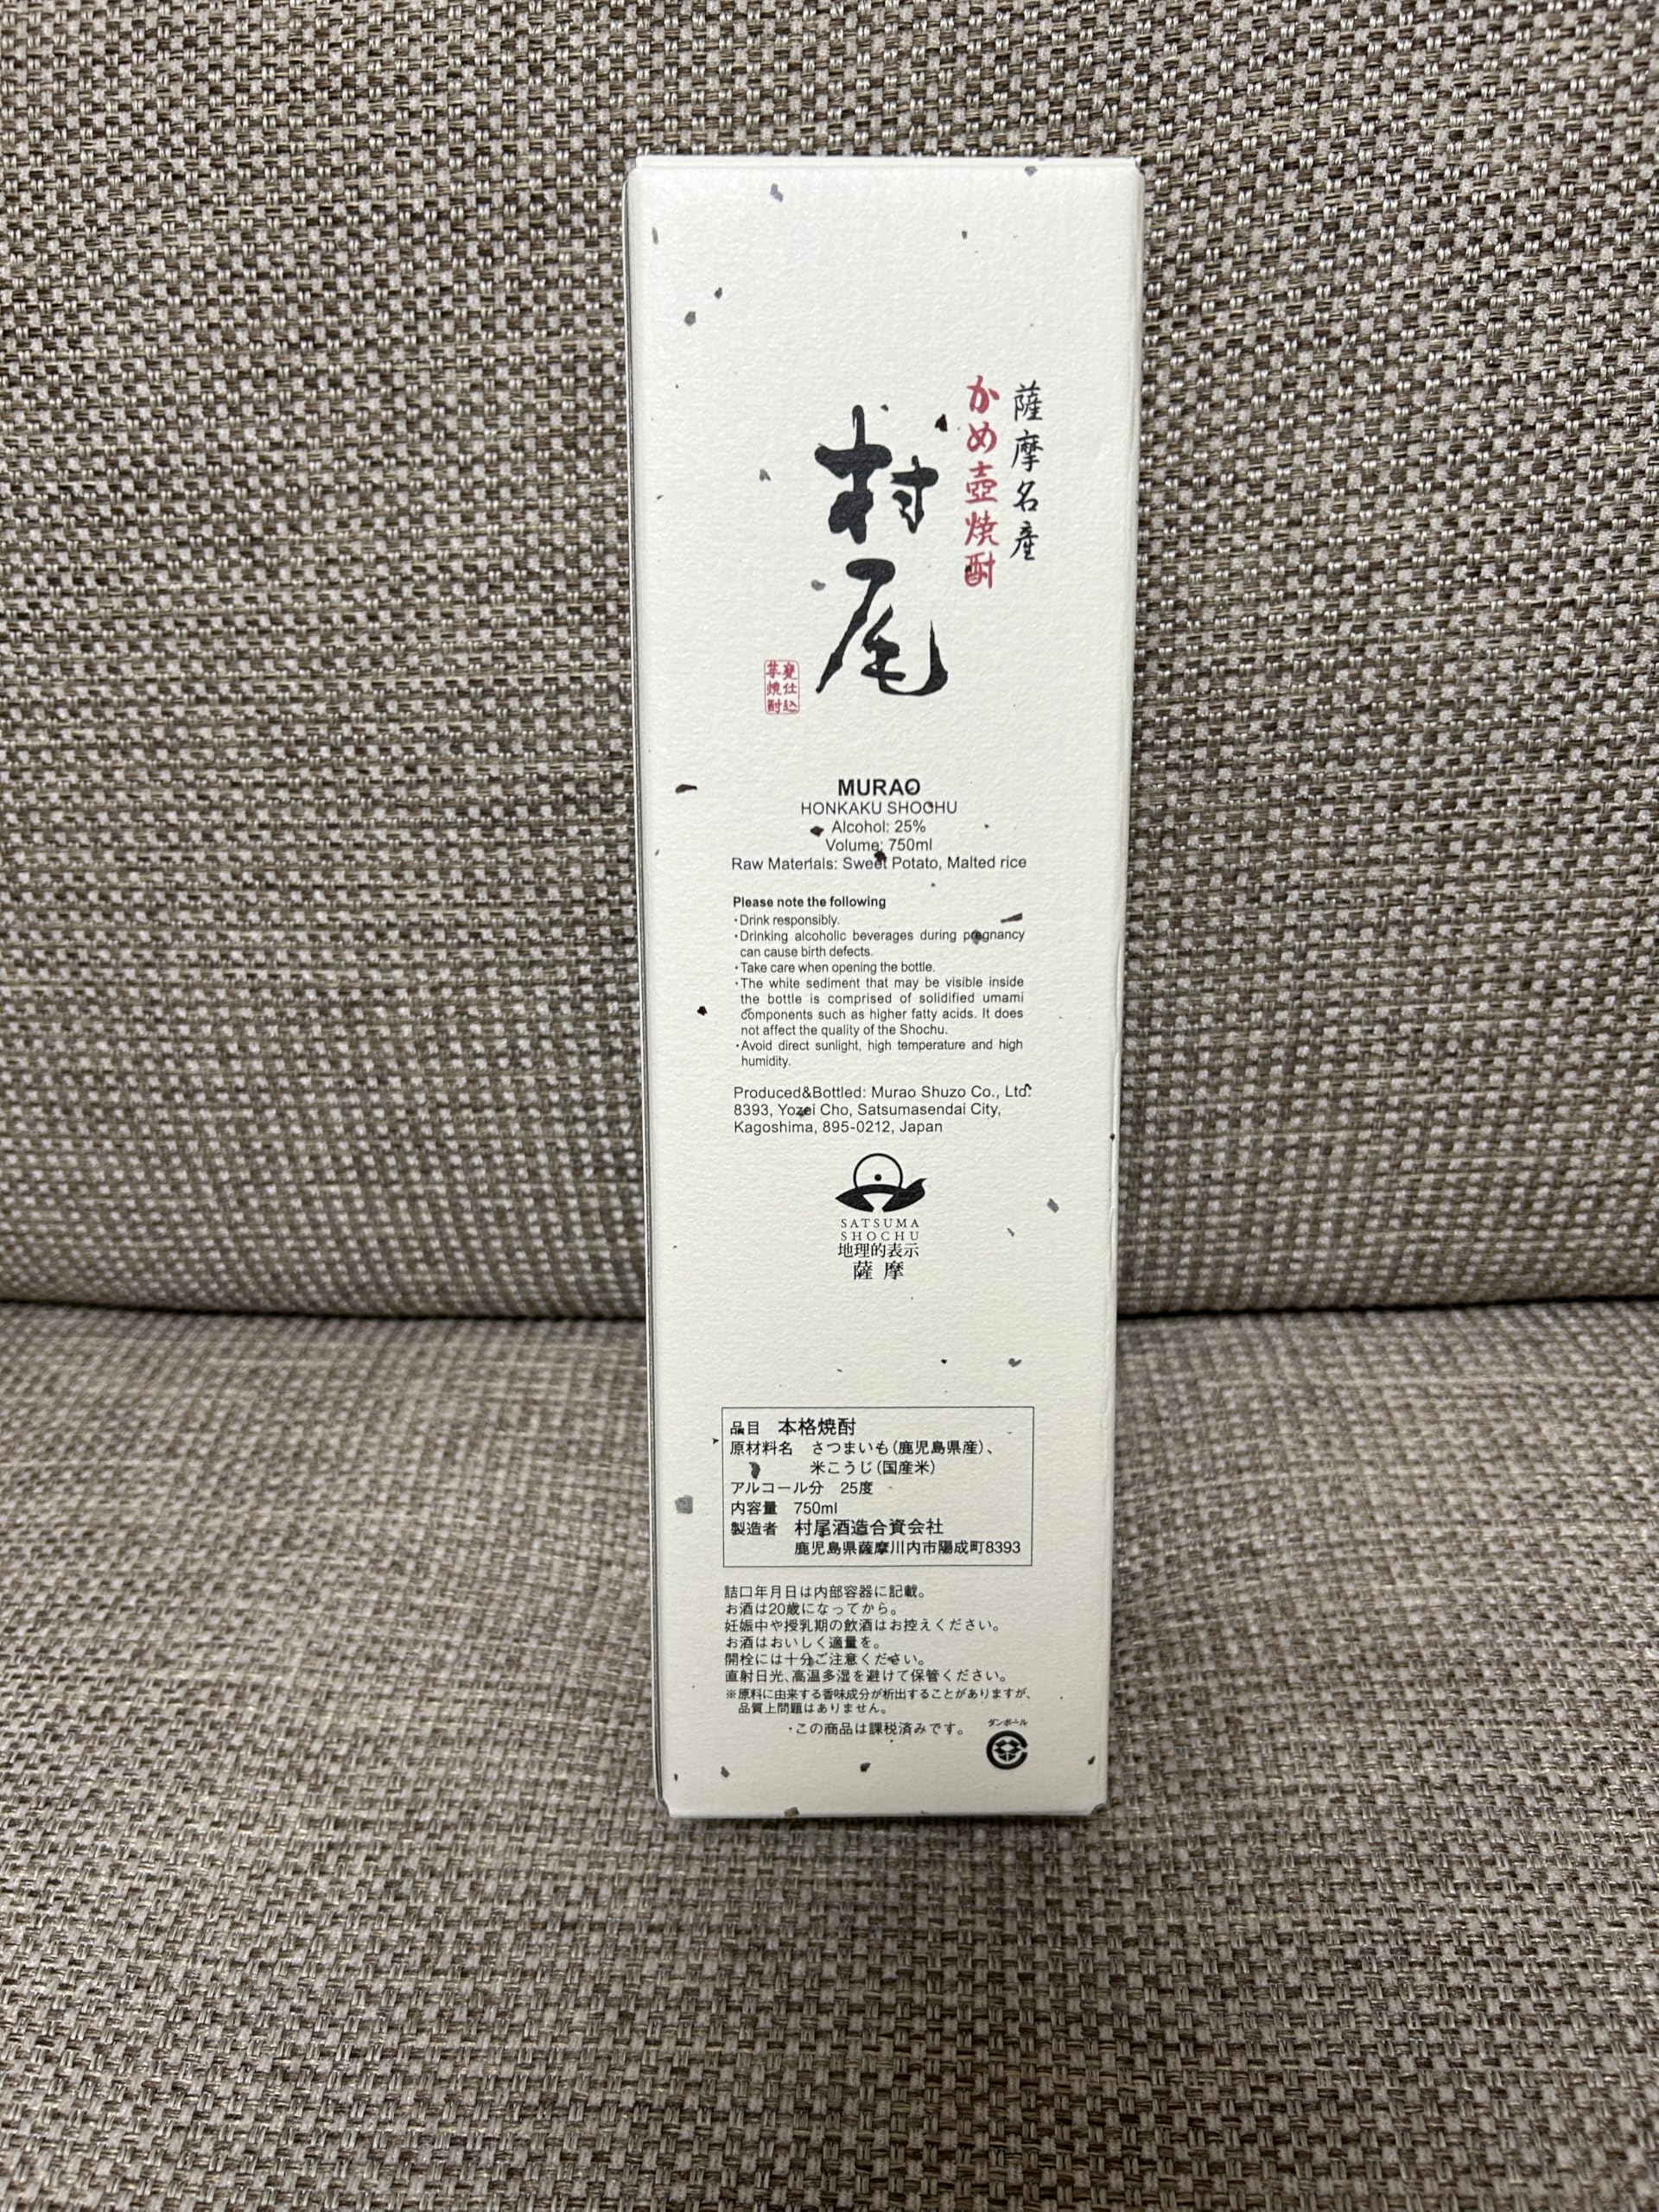 薩摩名産
かめ壺焼酎
村尾
甕仕込
芋焼酎
MURAO
HONKAKU SHOCHU
Alcohol: 25%
Volume: 750ml
Raw Materials: Sweet Potato, Malted rice
Please note the following
・Drink responsibly.
・Drinking alcoholic beverages during pregnancy
can cause birth defects.
・Take care when opening the bottle.
・The white sediment that may be visible inside
the bottle is comprised of solidified umami
components such as higher fatty acids. It does
not affect the quality of the Shochu.
・Avoid direct sunlight, high temperature and high
humidity.
Produced&Bottled: Murao Shuzo Co., Ltd.
8393, Yozei Cho, Satsumasendai City,
Kagoshima, 895-0212, Japan
SATSUMA
SHOCHU
地理的表示
薩摩
品目 本格焼酎
原材料名 さつまいも(鹿児島県産)、
米こうじ(国産米)
アルコール分 25度
内容量 750ml
製造者 村尾酒造合資会社
鹿児島県薩摩川内市陽成町8393
詰口年月日は内部容器に記載。
お酒は20歳になってから。
妊娠中や授乳期の飲酒はお控えください。
お酒はおいしく適量を。
開栓には十分ご注意ください。
直射日光、高温多湿を避けて保管ください。
※原料に由来する香味成分が析出することがありますが、
品質上問題はありません。
・この商品は課税済みです。
ダンボール